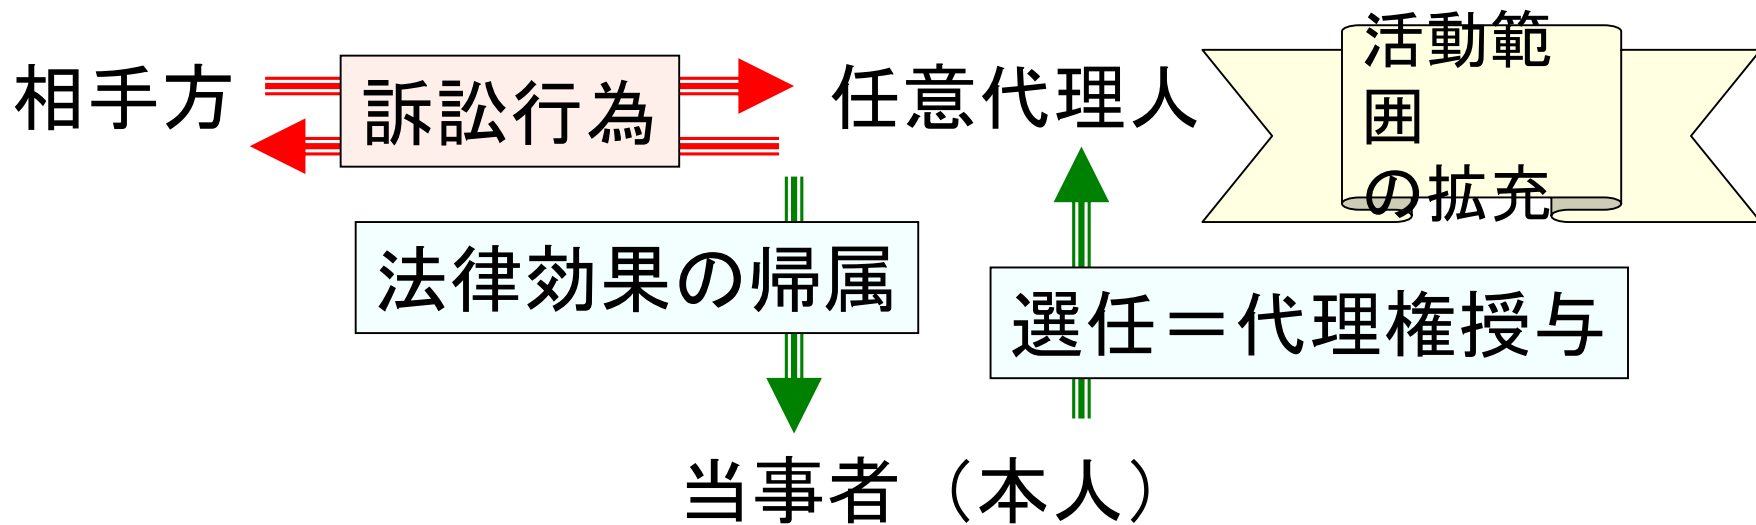 相手方
訴訟行為
任意代理人
活動範
囲
の拡充
法律効果の帰属
選任＝代理権授与
当事者（本人）